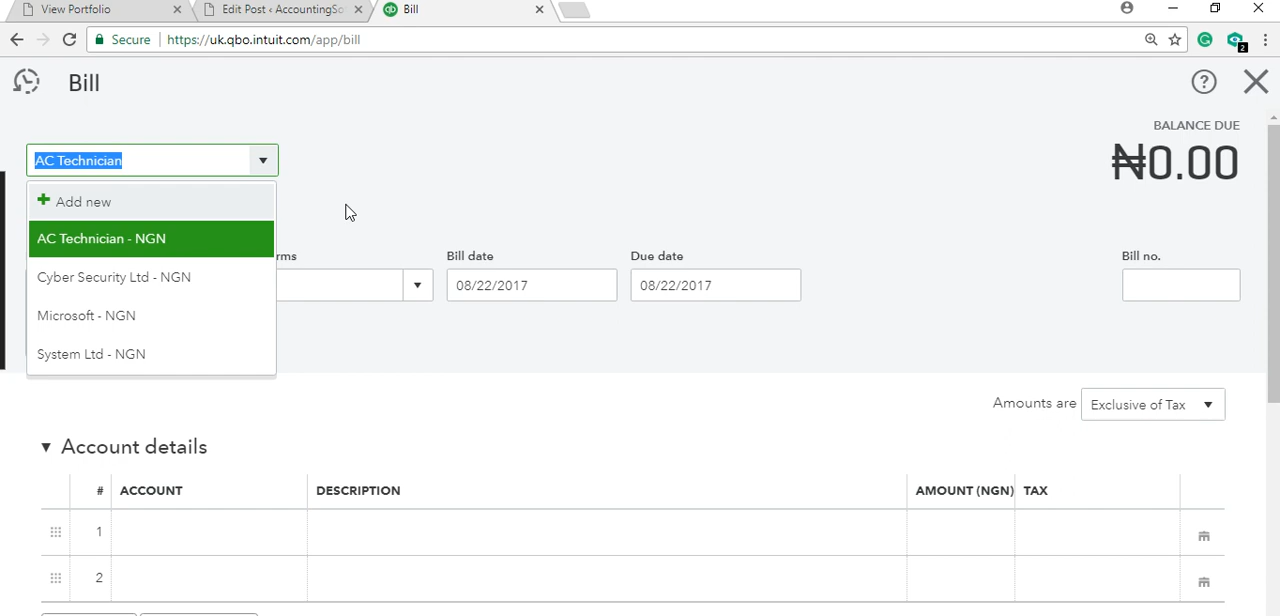 View Portfolio
Edit Post ‹ AccountingSo
qb Bill
Secure https://uk.qbo.intuit.com/app/bill
2
Bill
?
BALANCE DUE
₦0.00
AC Technician
+ Add new
AC Technician - NGN
Cyber Security Ltd - NGN
Microsoft - NGN
System Ltd - NGN
rms
Bill date
Due date
Bill no.
08/22/2017
08/22/2017
Amounts are Exclusive of Tax
Account details
# ACCOUNT DESCRIPTION AMOUNT (NGN) TAX
1
2